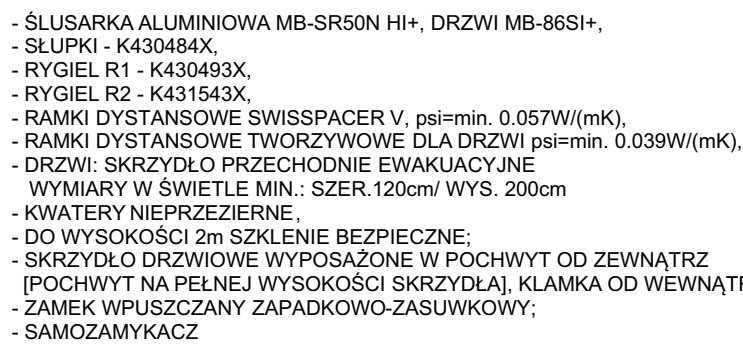 - ŚLUSARKA ALUMINIOWA MB-SR50N HI+, DRZWI MB-86SI+,
- SŁUPKI - K430484X,
- RYGIEL R1 - K430493X,
- RYGIEL R2 - K431543X,
- RAMKI DYSTANSOWE SWISSPACER V, psi=min. 0.057W/(mK),
- RAMKI DYSTANSOWE TWORZYWOWE DLA DRZWI psi=min. 0.039W/(mK),
- DRZWI: SKRZYDŁO PRZECHODNIE EWAKUACYJNE
WYMIARY W ŚWIETLE MIN.: SZER.120cm/ WYS. 200cm
- KWATERY NIEPRZEZIERNE,
- DO WYSOKOŚCI 2m SZKLENIE BEZPIECZNE;
- SKRZYDŁO DRZWIOWE WYPOSAŻONE W POCHWYT OD ZEWNĄTRZ
[POCHWYT NA PEŁNEJ WYSOKOŚCI SKRZYDŁA], KLAMKA OD
- ZAMEK WPUSZCZANY ZAPADKOWO-ZASUWKOWY;
- SAMOZAMYKACZ